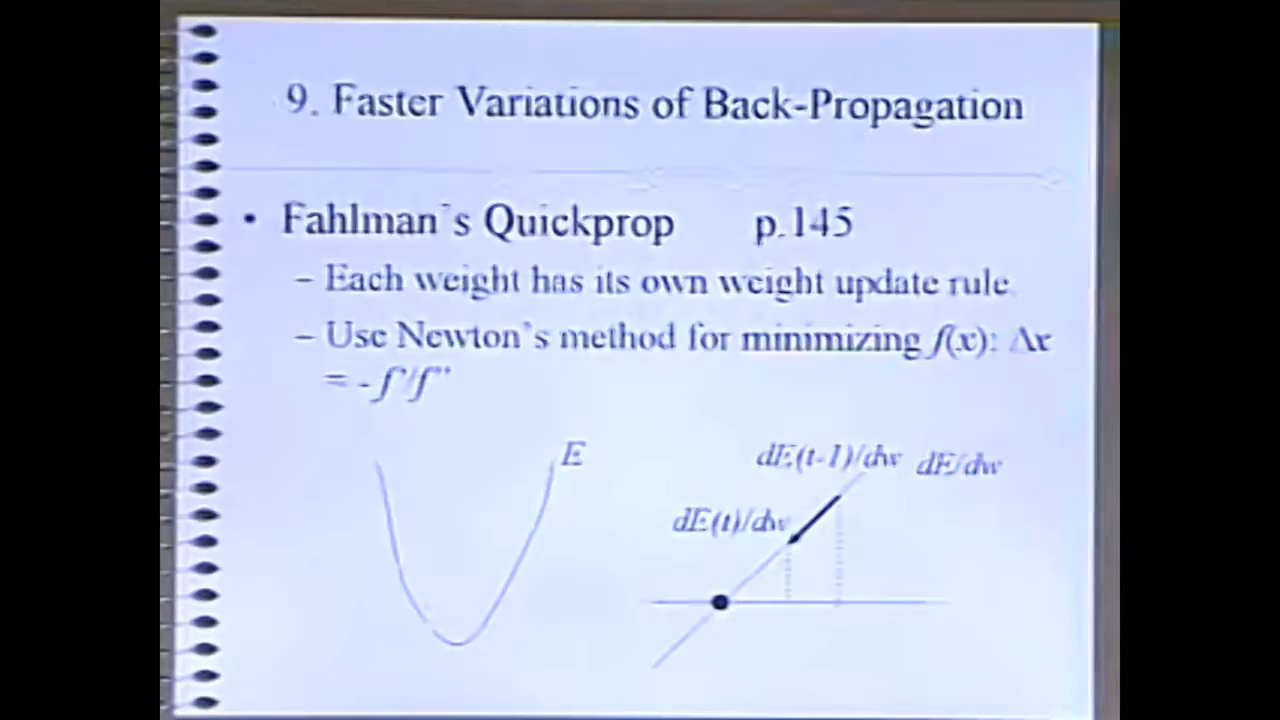 9. Faster Variations of Back-Propagation
• Fahlman's Quickprop p.145
– Each weight has its own weight update rule
– Use Newton's method for minimizing f(x): Δx
= -f'/f''
E
dE(t-1)/dw dE/dw
dE(t)/dw